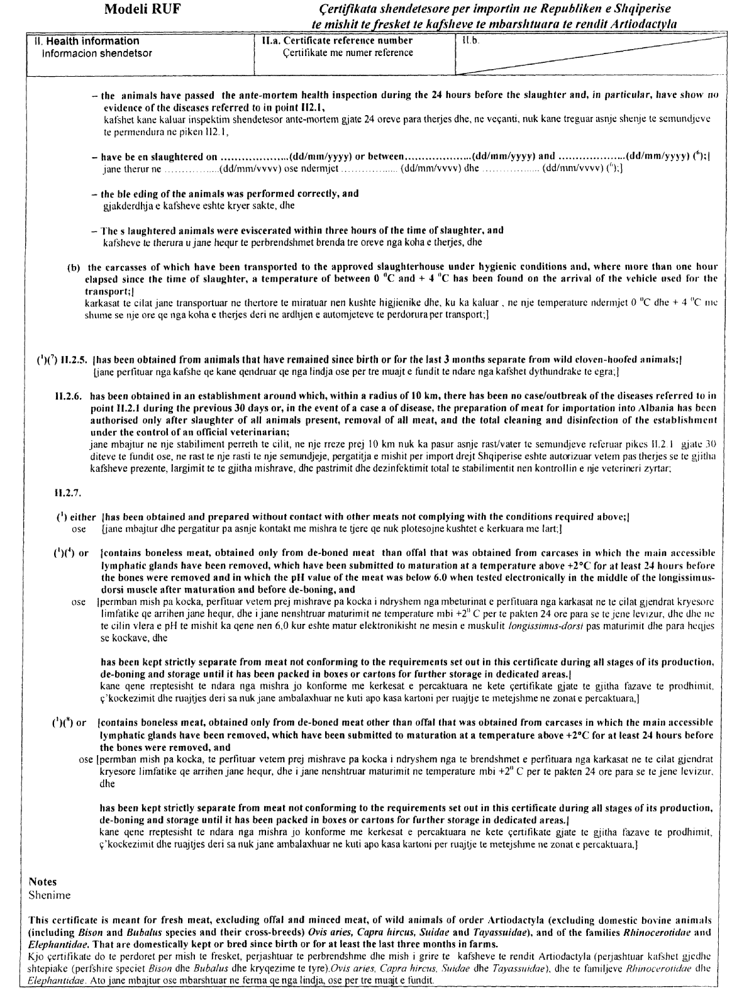 Modeli RUF
Çertifikata shendetesore per importin ne Republiken e Shqiperise
te mishit te fresket te kafsheve te mbarshtuara te rendit Artiodactyla
II. Health information
Informacion shendetsor
II.a. Certificate reference number
Çertifikate me numer reference
II.b.
– the animals have passed the ante-mortem health inspection during the 24 hours before the slaughter and, in particular, have show no
evidence of the diseases referred to in point II2.1,
kafshet kane kaluar inspektim shendetesor ante-mortem gjate 24 oreve para therjes dhe, ne veçanti, nuk kane treguar asnje shenje te semundjeve
te permendura ne piken II2.1,
– have be en slaughtered on ...................(dd/mm/yyyy) or between...................(dd/mm/yyyy) and ...................(dd/mm/yyyy) (⁶);]
jane therur ne .................(dd/mm/vvvv) ose ndermjet ................. (dd/mm/vvvv) dhe ................. (dd/mm/vvvv) (⁶);]
– the ble eding of the animals was performed correctly, and
gjakderdhja e kafsheve eshte kryer sakte, dhe
– The s laughtered animals were eviscerated within three hours of the time of slaughter, and
kafsheve te therura u jane hequr te perbrendshmet brenda tre oreve nga koha e therjes, dhe
(b) the carcasses of which have been transported to the approved slaughterhouse under hygienic conditions and, where more than one hour
elapsed since the time of slaughter, a temperature of between 0 ⁰C and + 4 ⁰C has been found on the arrival of the vehicle used for the
transport;]
karkasat te cilat jane transportuar ne thertore te miratuar nen kushte higjienike dhe, ku ka kaluar , ne nje temperature ndermjet 0 ⁰C dhe + 4 ⁰C me
shume se nje ore qe nga koha e therjes deri ne ardhjen e automjeteve te perdorura per transport;]
(¹)(⁷) II.2.5. [has been obtained from animals that have remained since birth or for the last 3 months separate from wild cloven-hoofed animals;]
[jane perfituar nga kafshe qe kane qendruar qe nga lindja ose per tre muajt e fundit te ndare nga kafshet dythundrake te egra;]
II.2.6. has been obtained in an establishment around which, within a radius of 10 km, there has been no case/outbreak of the diseases referred to in
point II.2.1 during the previous 30 days or, in the event of a case a of disease, the preparation of meat for importation into Albania has been
authorised only after slaughter of all animals present, removal of all meat, and the total cleaning and disinfection of the establishment
under the control of an official veterinarian;
jane mbajtur ne nje stabiliment perreth te cilit, ne nje rreze prej 10 km nuk ka pasur asnje rast/vater te semundjeve referuar pikes II.2.1 gjate 30
diteve te fundit ose, ne rast te nje rasti te nje semundjeje, pergatitja e mishit per import drejt Shqiperise eshte autorizuar vetem pas therjes se te gjitha
kafsheve prezente, largimit te te gjitha mishrave, dhe pastrimit dhe dezinfektimit total te stabilimentit nen kontrollin e nje veterineri zyrtar;
II.2.7.
(¹) either [has been obtained and prepared without contact with other meats not complying with the conditions required above;]
ose [jane mbajtur dhe pergatitur pa asnje kontakt me mishra te tjere qe nuk plotesojne kushtet e kerkuara me lart;]
(¹)(⁴) or [contains boneless meat, obtained only from de-boned meat than offal that was obtained from carcases in which the main accessible
lymphatic glands have been removed, which have been submitted to maturation at a temperature above +2°C for at least 24 hours before
the bones were removed and in which the pH value of the meat was below 6.0 when tested electronically in the middle of the longissimus-
dorsi muscle after maturation and before de-boning, and
ose [permban mish pa kocka, perfituar vetem prej mishrave pa kocka i ndryshem nga mbeturinat e perfituara nga karkasat ne te cilat gjendrat kryesore
limfatike qe arrihen jane hequr, dhe i jane nenshtruar maturimit ne temperature mbi +2⁰ C per te pakten 24 ore para se te jene levizur, dhe dhe ne
te cilin vlera e pH te mishit ka qene nen 6,0 kur eshte matur elektronikisht ne mesin e muskulit longissimus-dorsi pas maturimit dhe para heqjes
se kockave, dhe
has been kept strictly separate from meat not conforming to the requirements set out in this certificate during all stages of its production,
de-boning and storage until it has been packed in boxes or cartons for further storage in dedicated areas.]
kane qene rreptesisht te ndara nga mishra jo konforme me kerkesat e percaktuara ne kete çertifikate gjate te gjitha fazave te prodhimit,
ç'kockezimit dhe ruajtjes deri sa nuk jane ambalaxhuar ne kuti apo kasa kartoni per ruajtje te metejshme ne zonat e percaktuara,]
(¹)(⁸) or [contains boneless meat, obtained only from de-boned meat other than offal that was obtained from carcases in which the main accessible
lymphatic glands have been removed, which have been submitted to maturation at a temperature above +2°C for at least 24 hours before
the bones were removed, and
ose [permban mish pa kocka, te perfituar vetem prej mishrave pa kocka i ndryshem nga te brendshmet e perfituara nga karkasat ne te cilat gjendrat
kryesore limfatike qe arrihen jane hequr, dhe i jane nenshtruar maturimit ne temperature mbi +2⁰ C per te pakten 24 ore para se te jene levizur,
dhe
has been kept strictly separate from meat not conforming to the requirements set out in this certificate during all stages of its production,
de-boning and storage until it has been packed in boxes or cartons for further storage in dedicated areas.]
kane qene rreptesisht te ndara nga mishra jo konforme me kerkesat e percaktuara ne kete çertifikate gjate te gjitha fazave te prodhimit,
ç'kockezimit dhe ruajtjes deri sa nuk jane ambalaxhuar ne kuti apo kasa kartoni per ruajtje te metejshme ne zonat e percaktuara,]
Notes
Shenime
This certificate is meant for fresh meat, excluding offal and minced meat, of wild animals of order Artiodactyla (excluding domestic bovine animals
(including Bison and Bubalus species and their cross-breeds) Ovis aries, Capra hircus, Suidae and Tayassuidae), and of the families Rhinocerotidae and
Elephantidae. That are domestically kept or bred since birth or for at least the last three months in farms.
Kjo çertifikate do te perdoret per mish te fresket, perjashtuar te perbrendshme dhe mish i grire te kafsheve te rendit Artiodactyla (perjashtuar kafshet gjedhe
shtepiake (perfshire speciet Bison dhe Bubalus dhe kryqezime te tyre).Ovis aries, Capra hircus, Suidae dhe Tayassuidae), dhe te familjeve Rhinocerotidae dhe
Elephantidae. Ato jane mbajtur ose mbarshtuar ne ferma qe nga lindja, ose per tre muajt e fundit.